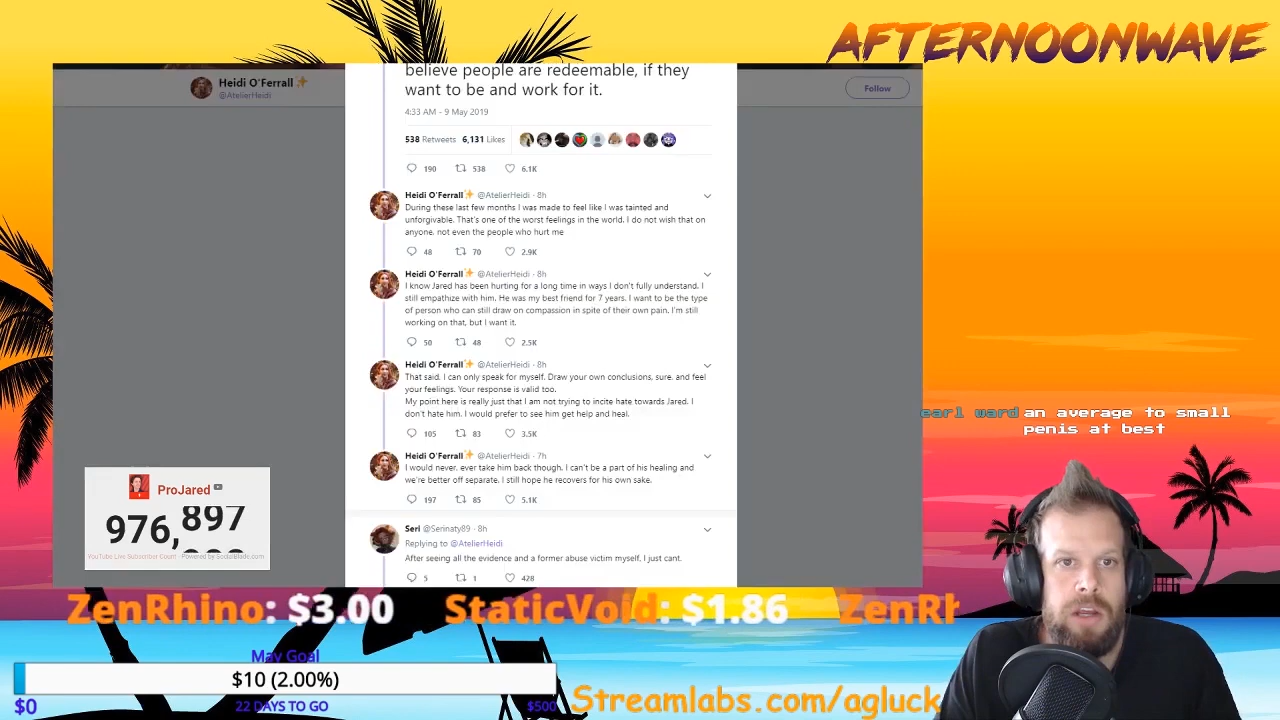 AFTERNOONWAVE
Heidi O'Ferrall✨
@AtelierHeidi
Follow
believe people are redeemable, if they
want to be and work for it.
4:33 AM - 9 May 2019
538 Retweets 6,131 Likes
190 538 6.1K
Heidi O'Ferrall✨ @AtelierHeidi · 8h
During these last few months I was made to feel like I was tainted and
unforgivable. That's one of the worst feelings in the world. I do not wish that on
anyone, not even the people who hurt me
48 70 2.9K
Heidi O'Ferrall✨ @AtelierHeidi · 8h
I know Jared has been hurting for a long time in ways I don't fully understand. I
still empathize with him. He was my best friend for 7 years. I want to be the type
of person who can still draw on compassion in spite of their own pain. I'm still
working on that, but I want it.
50 48 2.5K
Heidi O'Ferrall✨ @AtelierHeidi · 8h
That said, I can only speak for myself. Draw your own conclusions, sure, and feel
your feelings. Your response is valid too.
My point here is really just that I am not trying to incite hate towards Jared. I
don't hate him. I would prefer to see him get help and heal.
105 83 3.5K
Heidi O'Ferrall✨ @AtelierHeidi · 7h
I would never, ever take him back though. I can't be a part of his healing and
we're better off separate. I still hope he recovers for his own sake.
197 85 5.1K
Seri @Serinaty89 · 8h
Replying to @AtelierHeidi
After seeing all the evidence and a former abuse victim myself. I just cant.
5 1 428
ProJared
976,897
YouTube Live Subscriber Count - Powered by SocialBlade.com
earl ward an average to small
penis at best
ZenRhino: $3.00 StaticVoid: $1.86 ZenRh
May Goal
$10 (2.00%)
$0 22 DAYS TO GO $500
Streamlabs.com/agluck